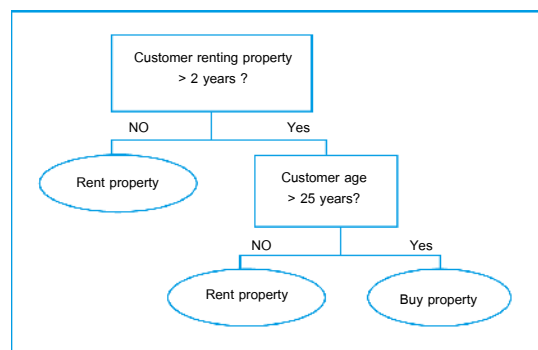 Customer renting property
> 2 years ?
NO
Yes
Rent property
Customer age
> 25 years?
NO
Yes
Rent property
Buy property